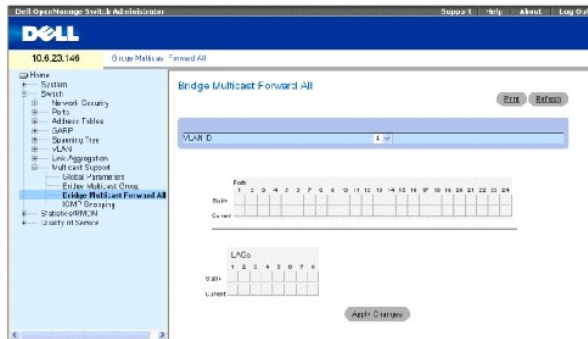 Dell OpenManage Switch Administrator
Support Help About Log Out
DELL
10.6.23.146
Bridge Multicast Forward All
Home
System
Switch
Network Security
Ports
Address Tables
GARP
Spanning Tree
VLAN
Link Aggregation
Multicast Support
Global Parameters
Bridge Multicast Group
Bridge Multicast Forward All
IGMP Snooping
Statistics/RMON
Quality of Service
Bridge Multicast Forward All
Print Refresh
VLAN ID 1
Ports
1 2 3 4 5 6 7 8 9 10 11 12 13 14 15 16 17 18 19 20 21 22 23 24
Static
Current
LAGs
1 2 3 4 5 6 7 8
Static
Current
Apply Changes